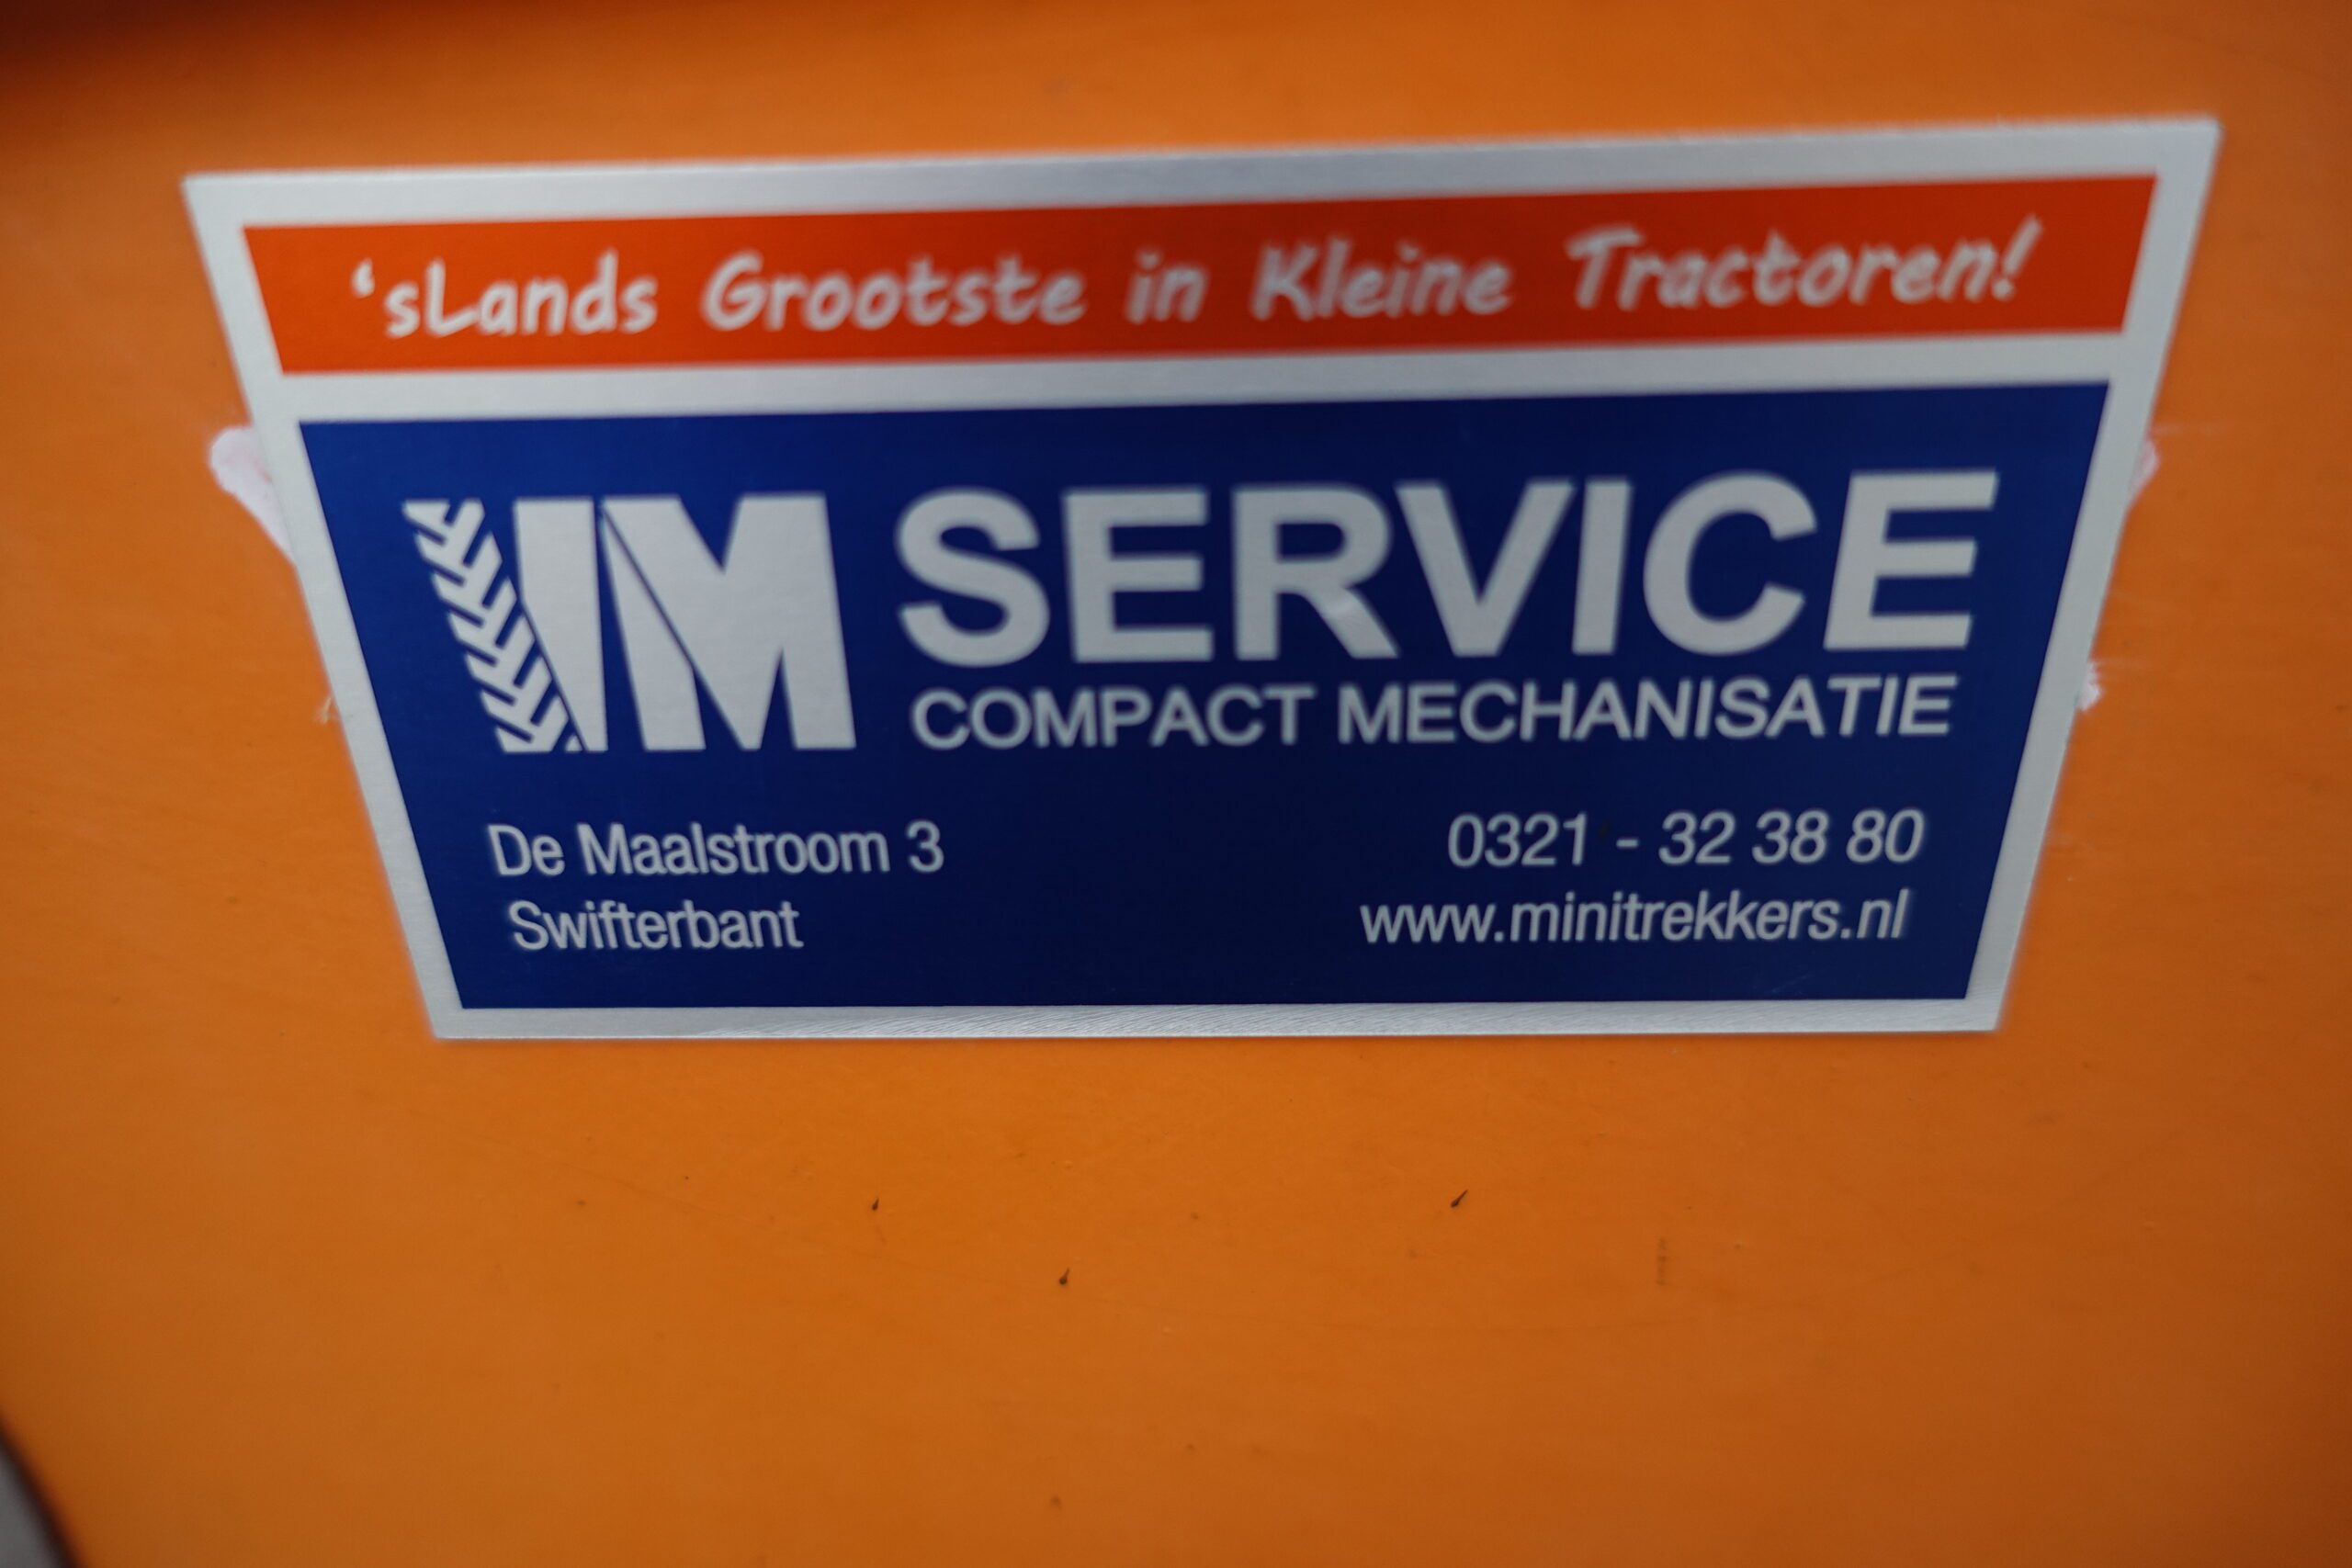 'sLands Grootste in Kleine Tractoren!
IM SERVICE
COMPACT MECHANISATIE
De Maalstroom 3
Swifterbant
0321 - 32 38 80
www.minitrekkers.nl